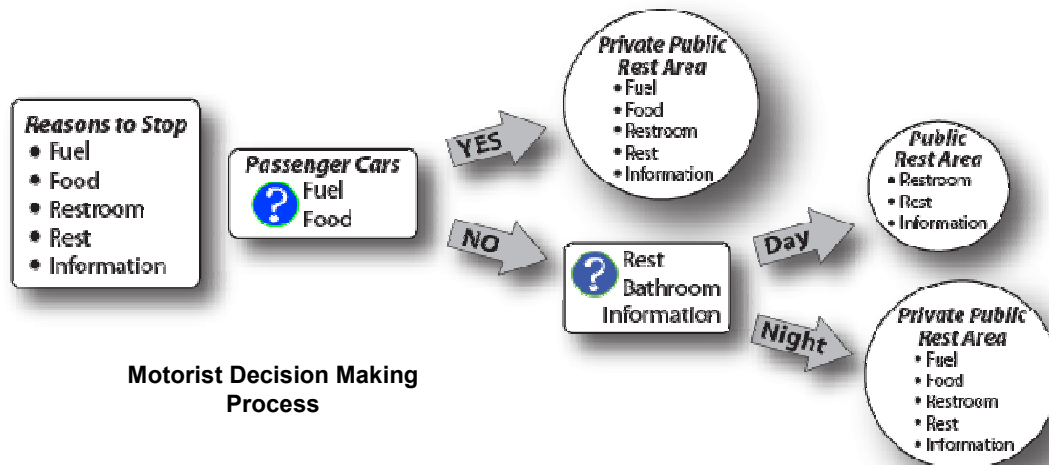 Reasons to Stop
• Fuel
• Food
• Restroom
• Rest
• Information
Passenger Cars
? Fuel
Food
YES
NO
Private Public
Rest Area
• Fuel
• Food
• Restroom
• Rest
• Information
? Rest
Bathroom
Information
Day
Night
Public
Rest Area
• Restroom
• Rest
• Information
Private Public
Rest Area
• Fuel
• Food
• Restroom
• Rest
• Information
Motorist Decision Making
Process